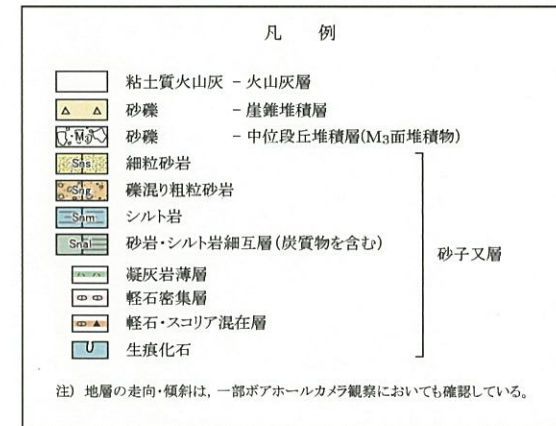 凡 例
粘土質火山灰 - 火山灰層
砂礫 - 崖錐堆積層
M₃ 砂礫 - 中位段丘堆積層(M₃面堆積物)
Sns 細粒砂岩
Sng 礫混り粗粒砂岩
Snm シルト岩
Snal 砂岩・シルト岩細互層(炭質物を含む)
砂子又層
凝灰岩薄層
軽石密集層
軽石・スコリア混在層
生痕化石
注) 地層の走向・傾斜は, 一部ボアホールカメラ観察においても確認している。